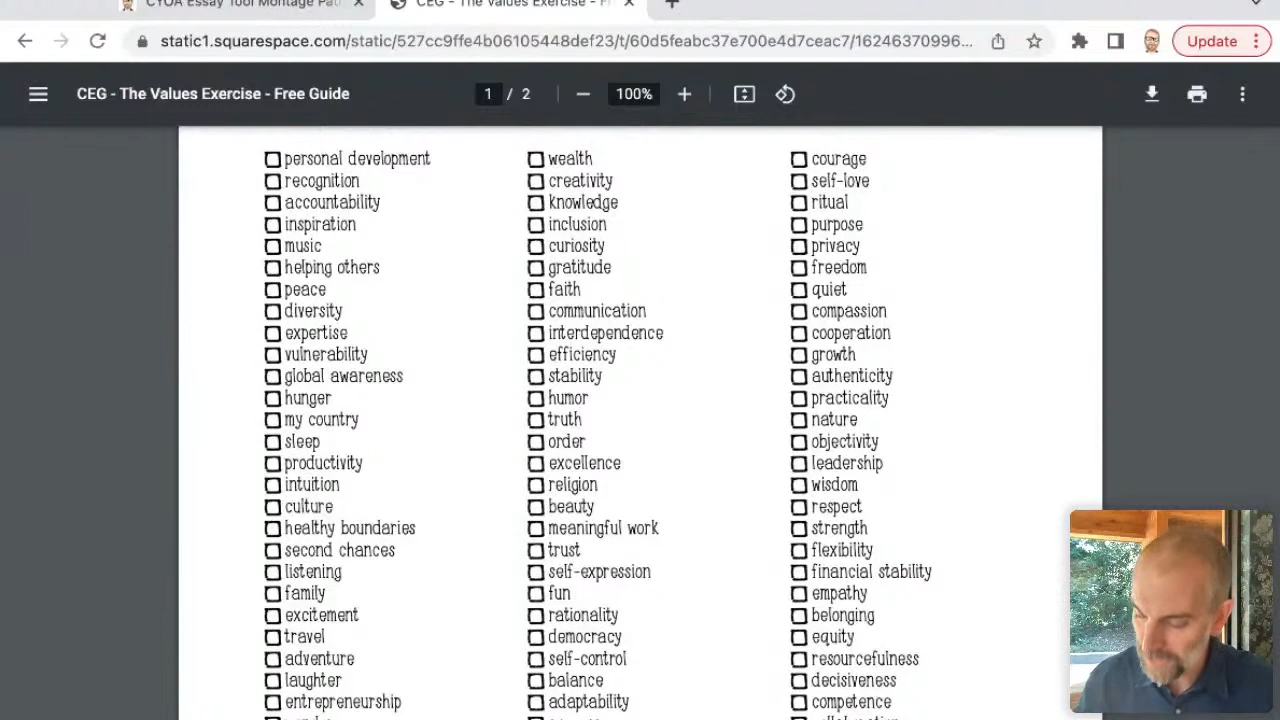 CYOA Essay Tool Montage Pat
CEG - The Values Exercise - F
static1.squarespace.com/static/527cc9ffe4b06105448def23/t/60d5feabc37e700e4d7ceac7/16246370996...
Update
CEG - The Values Exercise - Free Guide
1 / 2
100%
personal development
recognition
accountability
inspiration
music
helping others
peace
diversity
expertise
vulnerability
global awareness
hunger
my country
sleep
productivity
intuition
culture
healthy boundaries
second chances
listening
family
excitement
travel
adventure
laughter
entrepreneurship
wealth
creativity
knowledge
inclusion
curiosity
gratitude
faith
communication
interdependence
efficiency
stability
humor
truth
order
excellence
religion
beauty
meaningful work
trust
self-expression
fun
rationality
democracy
self-control
balance
adaptability
courage
self-love
ritual
purpose
privacy
freedom
quiet
compassion
cooperation
growth
authenticity
practicality
nature
objectivity
leadership
wisdom
respect
strength
flexibility
financial stability
empathy
belonging
equity
resourcefulness
decisiveness
competence